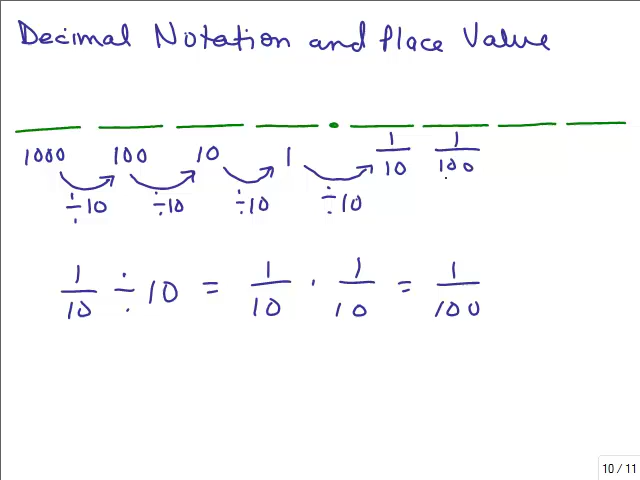 Decimal Notation and Place Value
1000 100 10 1 1/10 1/100
÷10 ÷10 ÷10 ÷10
1/10 ÷ 10 = 1/10 · 1/10 = 1/100
10 / 11